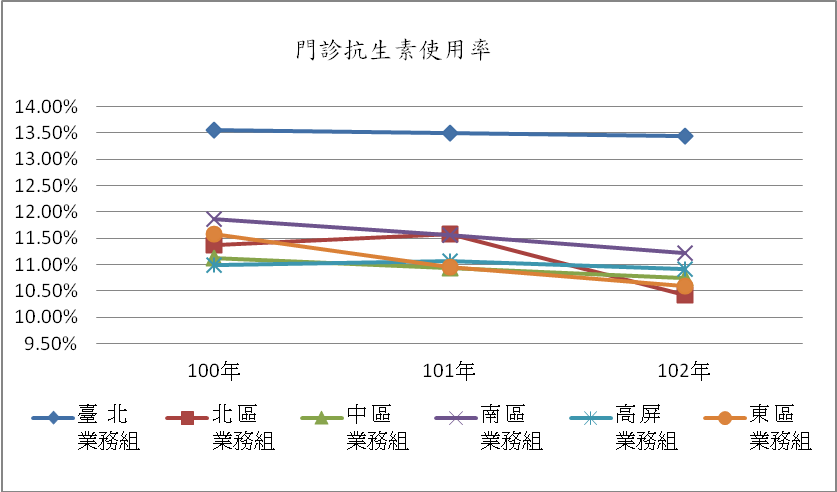 門診抗生素使用率
14.00%
13.50%
13.00%
12.50%
12.00%
11.50%
11.00%
10.50%
10.00%
9.50%
100年 101年 102年
臺北 北區 中區 南區 高屏 東區
業務組 業務組 業務組 業務組 業務組 業務組